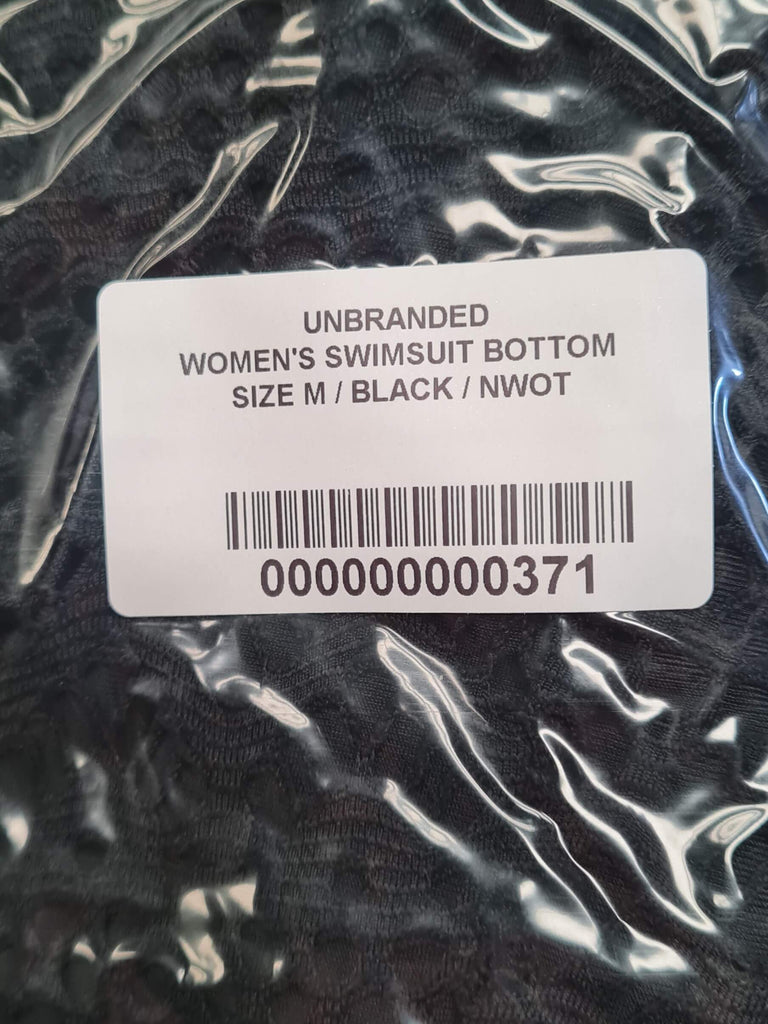 UNBRANDED
WOMEN'S SWIMSUIT BOTTOM
SIZE M / BLACK / NWOT
000000000371